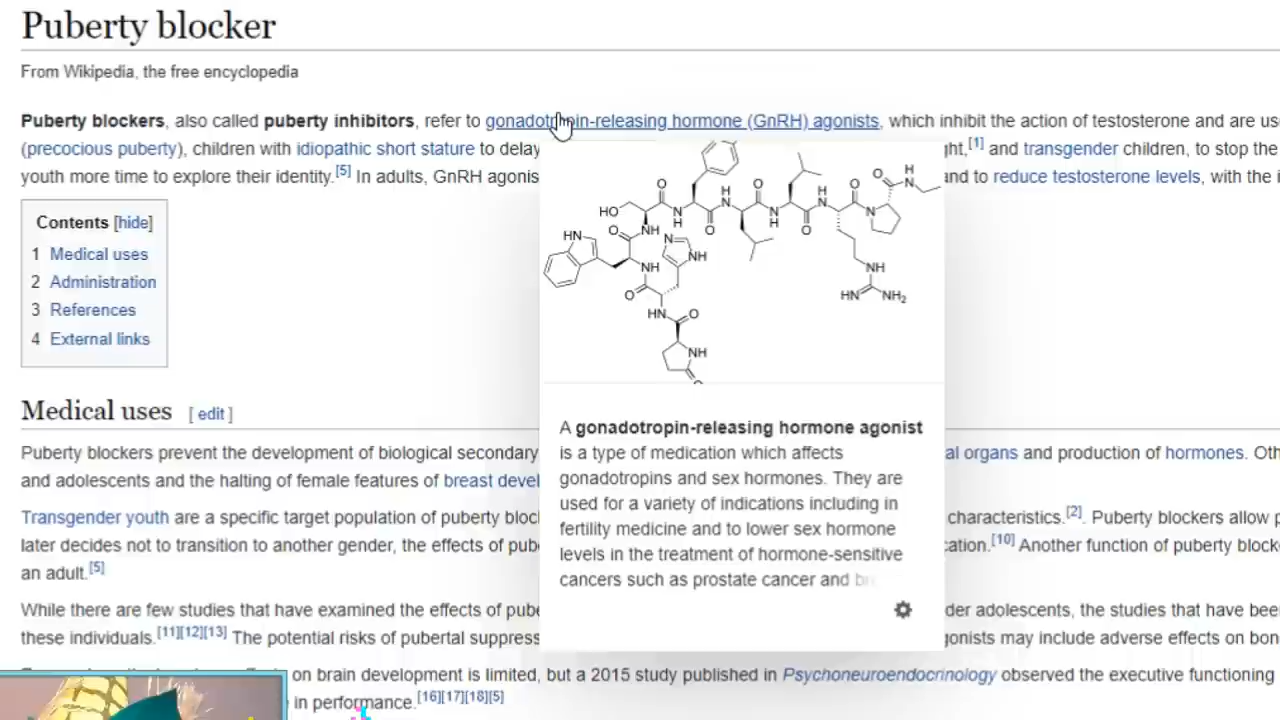 Puberty blocker
From Wikipedia, the free encyclopedia
Puberty blockers, also called puberty inhibitors, refer to gonadotropin-releasing hormone (GnRH) agonists, which inhibit the action of testosterone and are
(precocious puberty), children with idiopathic short stature to delay ght,[1] and transgender children, to stop the
youth more time to explore their identity.[5] In adults, GnRH and to reduce testosterone levels, with the
Contents [hide]
1 Medical uses
2 Administration
3 References
4 External links
HO
O
N
H
O
H
N
O
N
H
O
O
H
N
O
N
O
H
N
NH
O
HN
NH
N
NH
O
HN
O
NH
O
NH
HN
NH2
A gonadotropin-releasing hormone agonist
is a type of medication which affects
gonadotropins and sex hormones. They are
used for a variety of indications including in
fertility medicine and to lower sex hormone
levels in the treatment of hormone-sensitive
cancers such as prostate cancer and
Medical uses [ edit ]
Puberty blockers prevent the development of biological secondary al organs and production of hormones.
and adolescents and the halting of female features of breast
Transgender youth are a specific target population of puberty characteristics.[2]. Puberty blockers allow
later decides not to transition to another gender, the effects of cation.[10] Another function of puberty
an adult.[5]
While there are few studies that have examined the effects of der adolescents, the studies that have
these individuals.[11][12][13] The potential risks of pubertal gonists may include adverse effects on
on brain development is limited, but a 2015 study published in Psychoneuroendocrinology observed the executive functioning
in performance.[16][17][18][5]